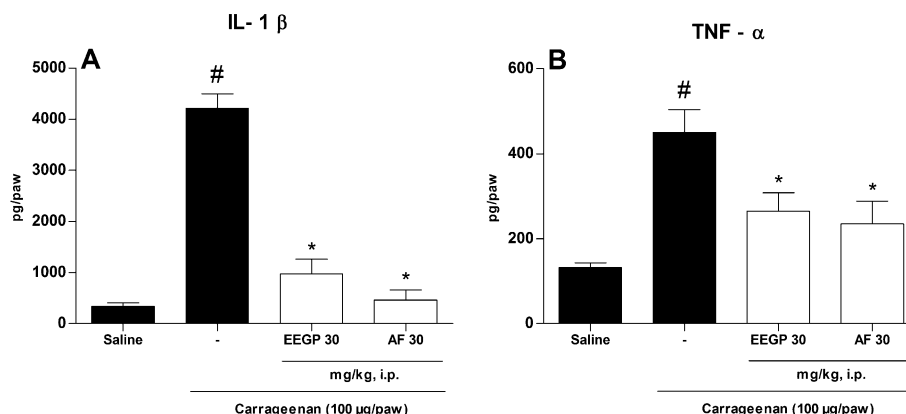 IL- 1 β
A
5000
4000
3000
2000
1000
0
pg/paw
#
*
*
Saline
-
EEGP 30
AF 30
mg/kg, i.p.
Carrageenan (100 µg/paw)
TNF - α
B
600
400
200
0
pg/paw
#
*
*
Saline
-
EEGP 30
AF 30
mg/kg, i.p.
Carrageenan (100 µg/paw)